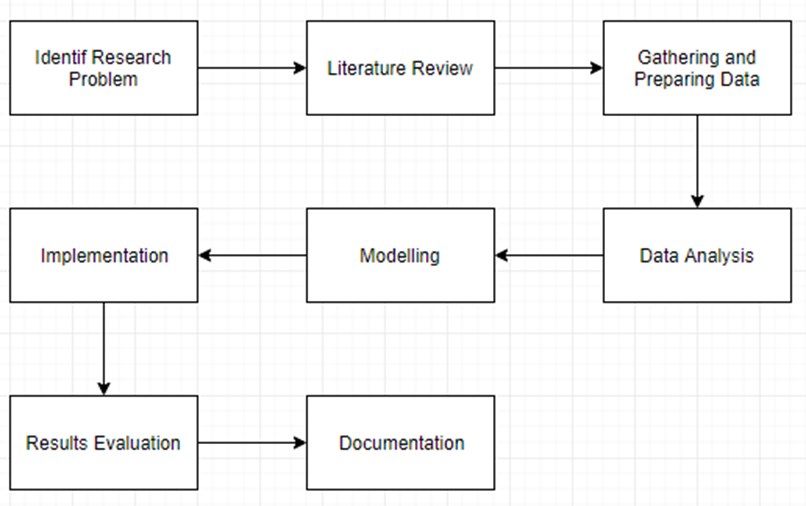 Identif Research
Problem
Literature Review
Gathering and
Preparing Data
Data Analysis
Modelling
Implementation
Results Evaluation
Documentation